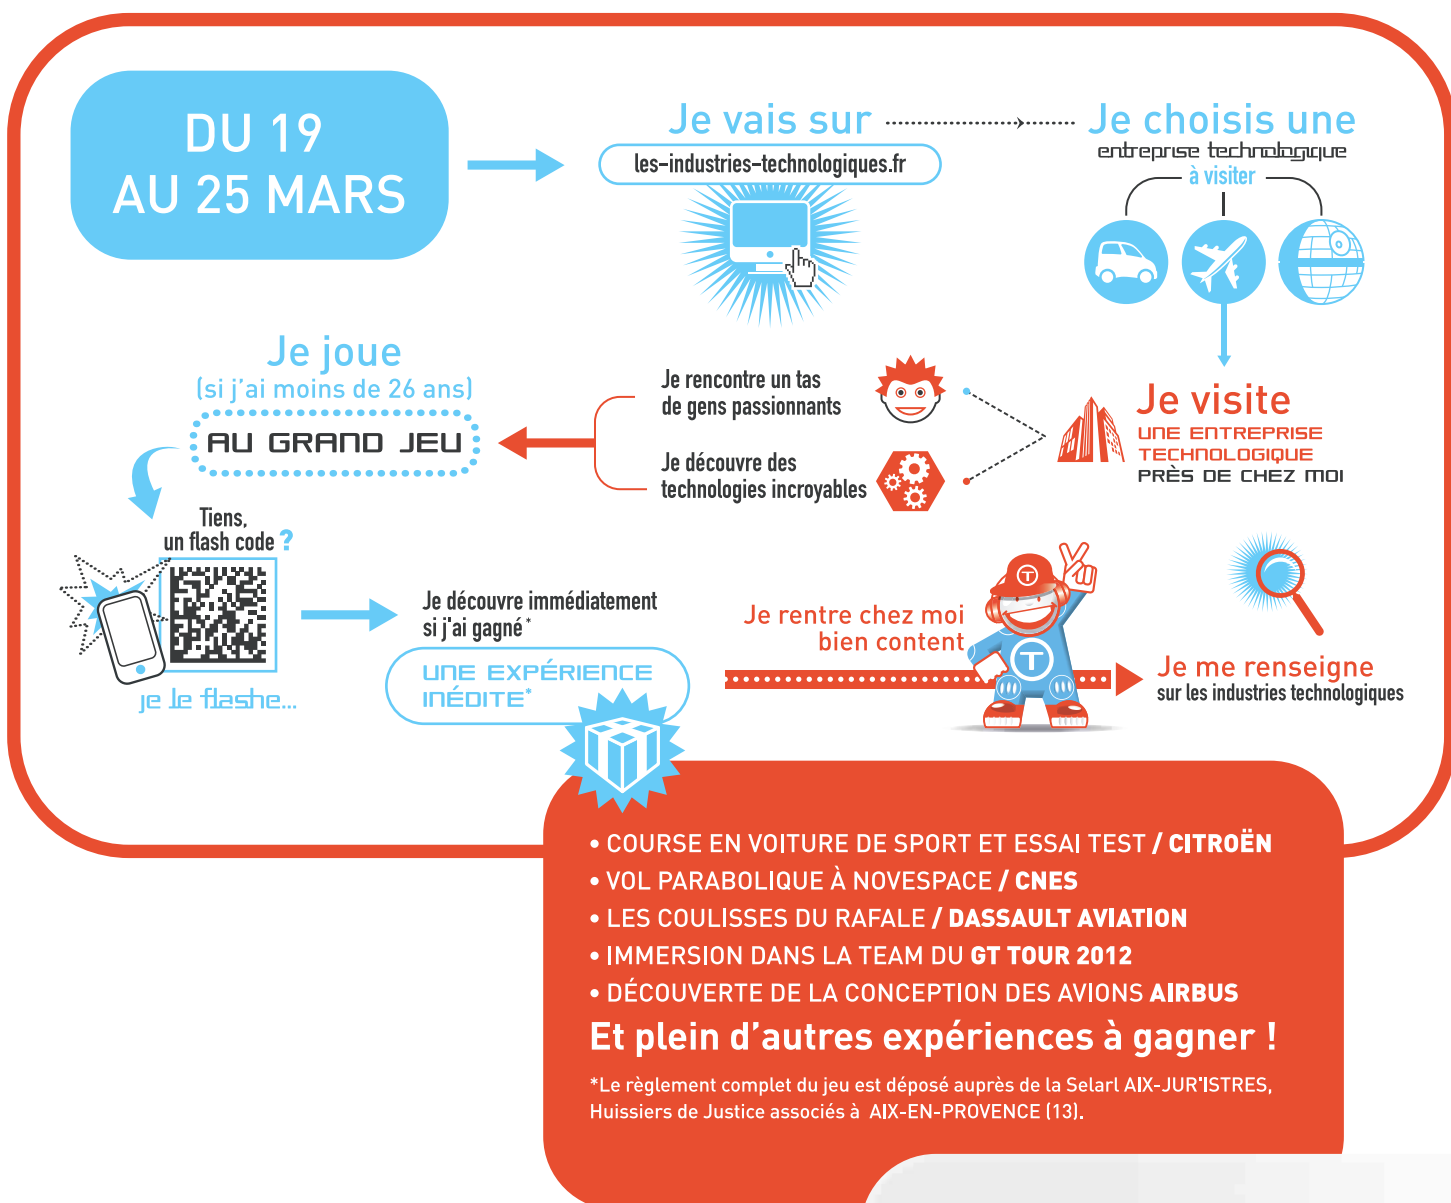 DU 19
AU 25 MARS
Je vais sur
les-industries-technologiques.fr
Je choisis une
entreprise technologique
à visiter
Je visite
UNE ENTREPRISE
TECHNOLOGIQUE
PRÈS DE CHEZ MOI
Je rencontre un tas
de gens passionnants
Je découvre des
technologies incroyables
Je joue
(si j'ai moins de 26 ans)
AU GRAND JEU
Tiens,
un flash code ?
je le flashe...
Je découvre immédiatement
si j'ai gagné*
UNE EXPÉRIENCE
INÉDITE*
Je rentre chez moi
bien content
T
T
Je me renseigne
sur les industries technologiques
• COURSE EN VOITURE DE SPORT ET ESSAI TEST / CITROËN
• VOL PARABOLIQUE À NOVESPACE / CNES
• LES COULISSES DU RAFALE / DASSAULT AVIATION
• IMMERSION DANS LA TEAM DU GT TOUR 2012
• DÉCOUVERTE DE LA CONCEPTION DES AVIONS AIRBUS
Et plein d'autres expériences à gagner !
*Le règlement complet du jeu est déposé auprès de la Selarl AIX-JUR'ISTRES,
Huissiers de Justice associés à AIX-EN-PROVENCE (13).